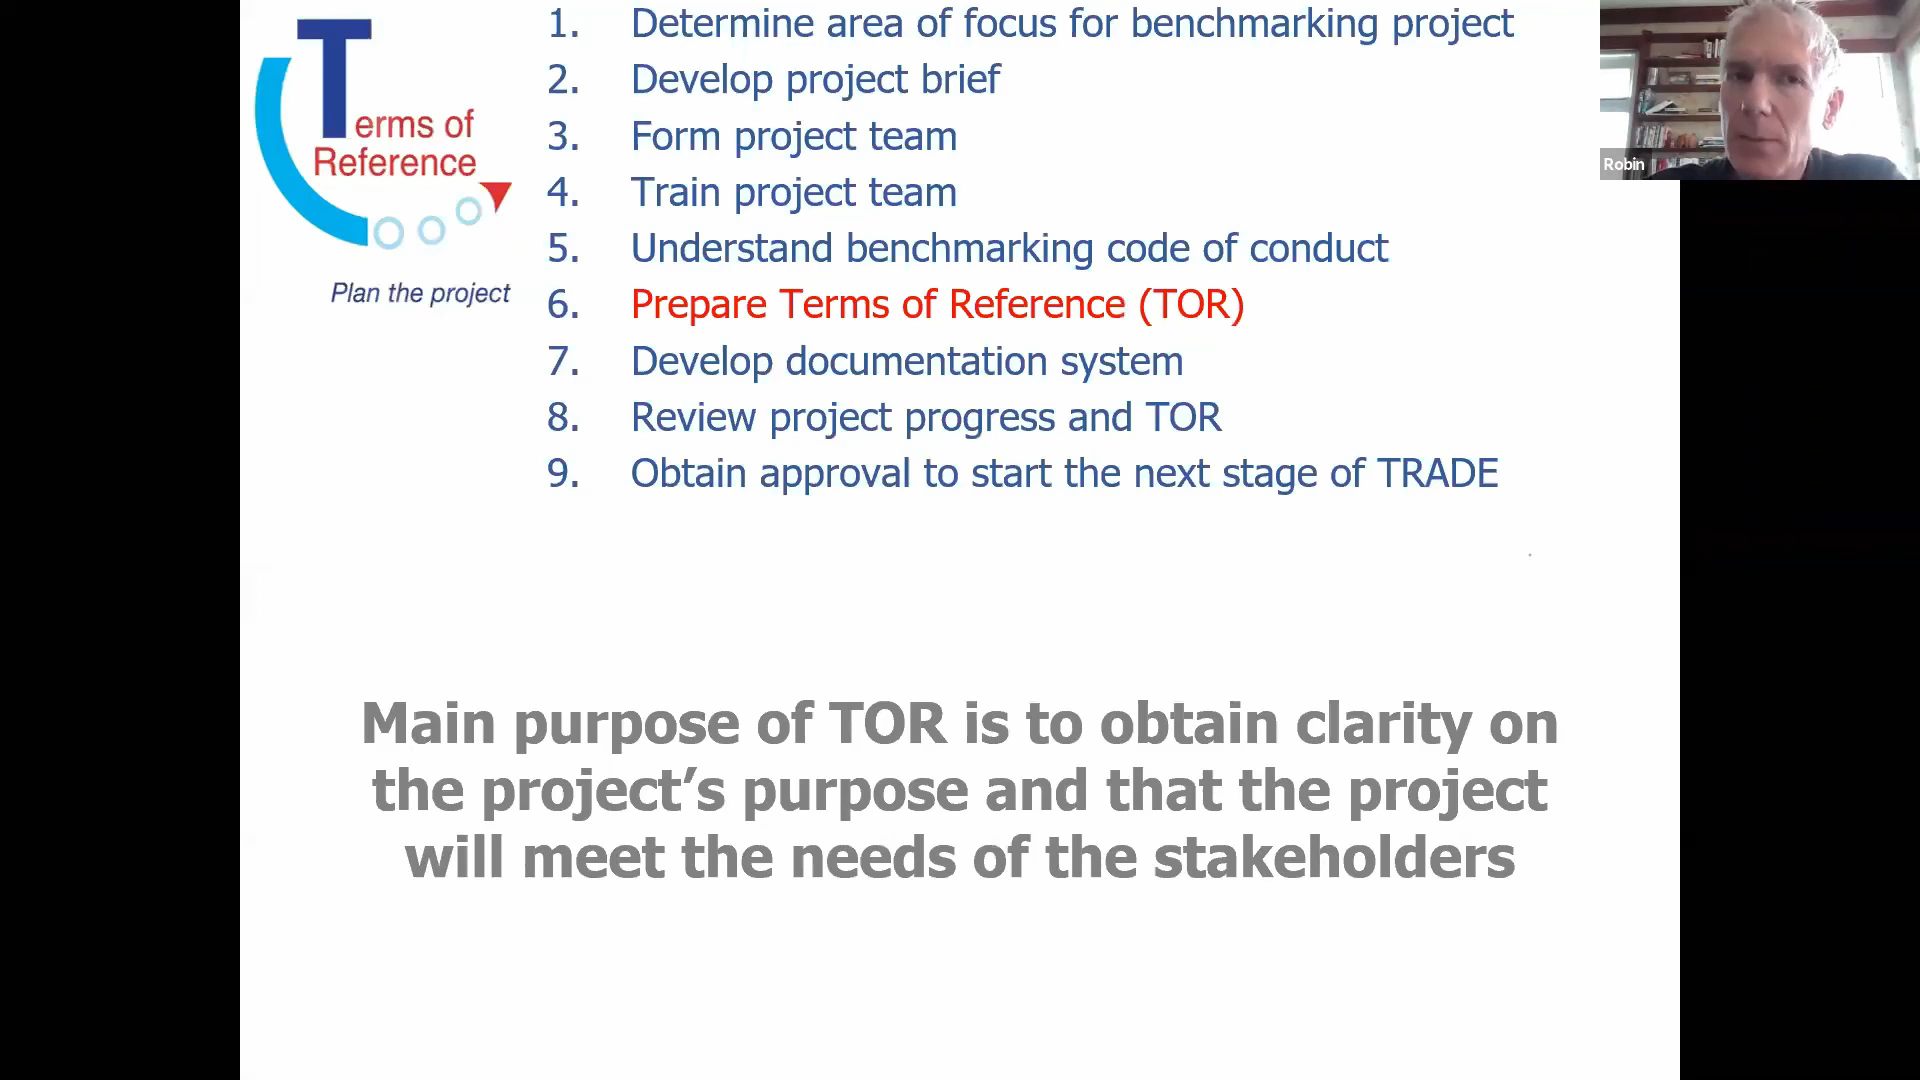 Terms of
Reference
Plan the project
1. Determine area of focus for benchmarking project
2. Develop project brief
3. Form project team
4. Train project team
5. Understand benchmarking code of conduct
6. Prepare Terms of Reference (TOR)
7. Develop documentation system
8. Review project progress and TOR
9. Obtain approval to start the next stage of TRADE
Robin
Main purpose of TOR is to obtain clarity on
the project’s purpose and that the project
will meet the needs of the stakeholders